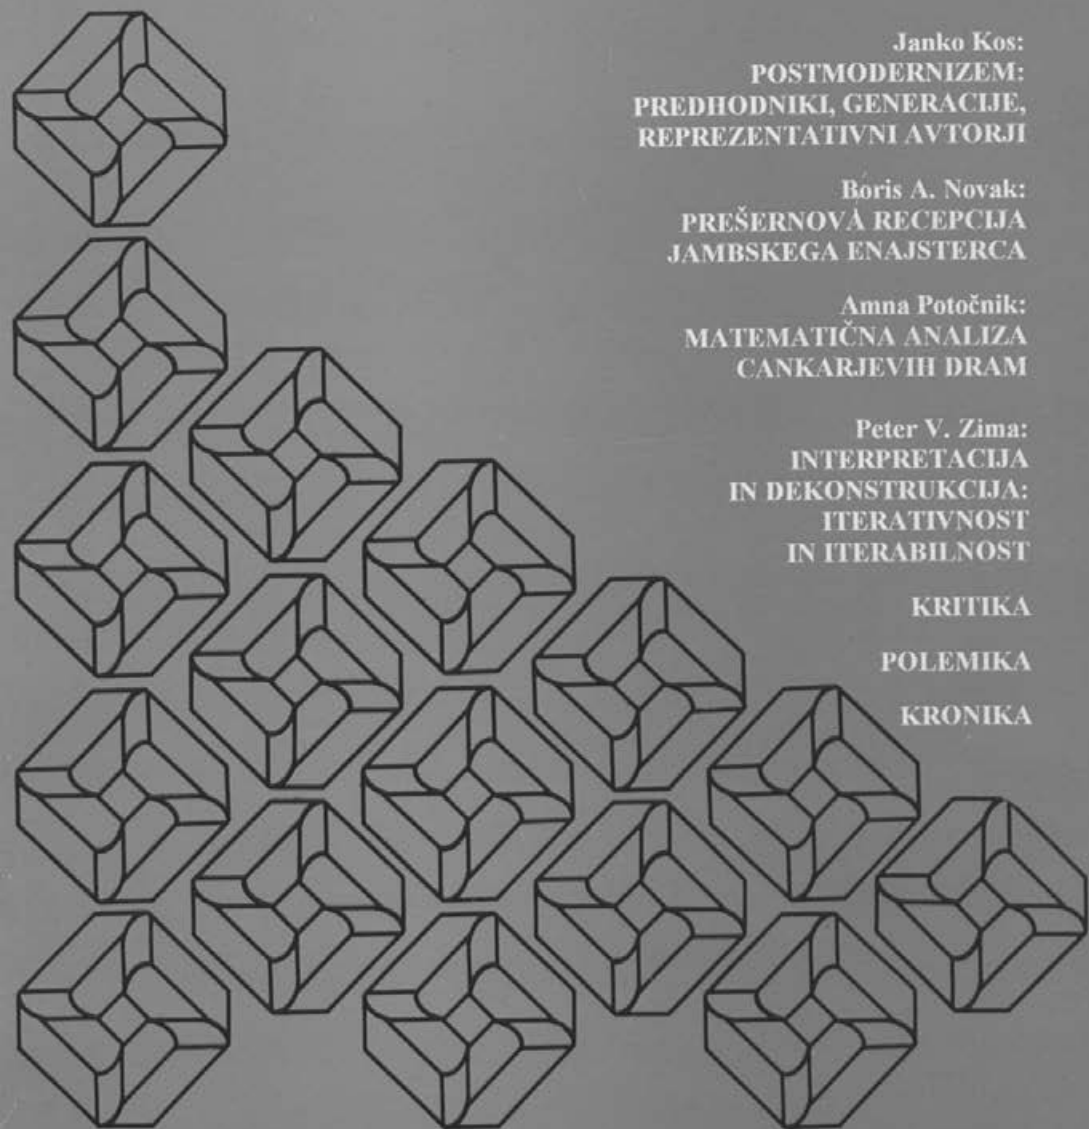 Janko Kos:
POSTMODERNIZEM:
PREDHODNIKI, GENERACIJE,
REPREZENTATIVNI AVTORJI
Boris A. Novak:
PREŠERNOVA RECEPCIJA
JAMBSKEGA ENAJSTERCA
Amna Potočnik:
MATEMATIČNA ANALIZA
CANKARJEVIH DRAM
Peter V. Zima:
INTERPRETACIJA
IN DEKONSTRUKCIJA:
ITERATIVNOST
IN ITERABILNOST
KRITIKA
POLEMIKA
KRONIKA